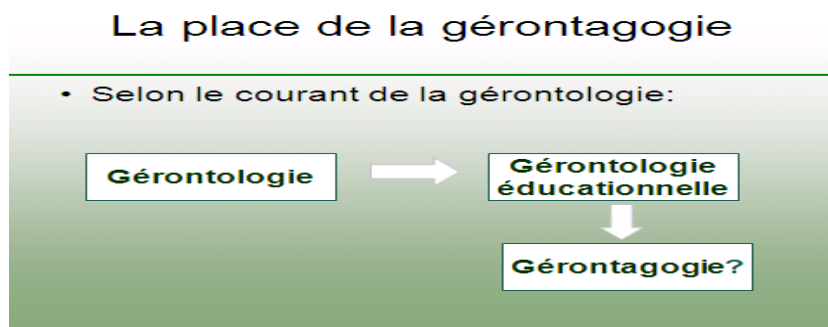 La place de la gérontagogie
• Selon le courant de la gérontologie:
Gérontologie
Gérontologie
éducationnelle
Gérontagogie?